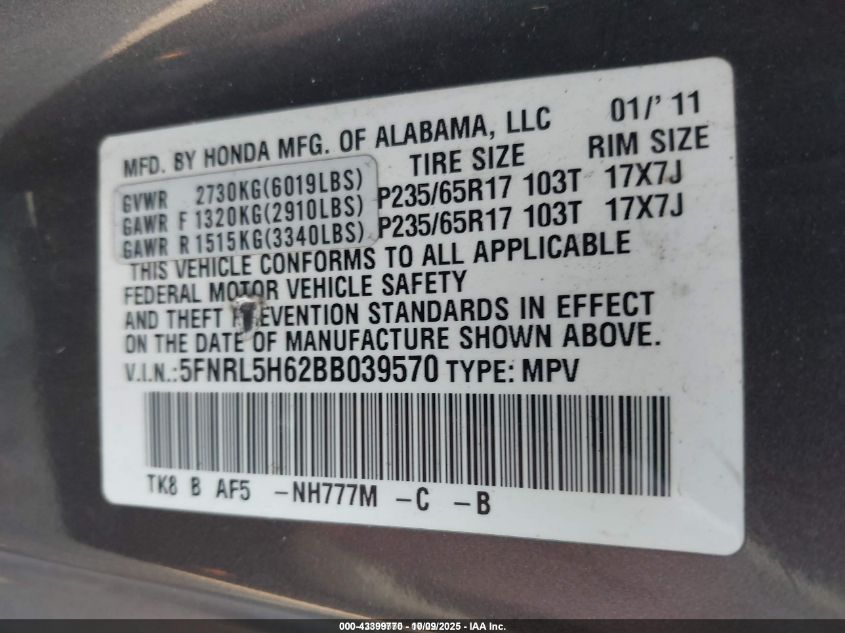 MFD. BY HONDA MFG. OF ALABAMA, LLC 01/'11
TIRE SIZE RIM SIZE
GVWR 2730KG(6019LBS)
GAWR F 1320KG(2910LBS) P235/65R17 103T 17X7J
GAWR R 1515KG(3340LBS) P235/65R17 103T 17X7J
THIS VEHICLE CONFORMS TO ALL APPLICABLE
FEDERAL MOTOR VEHICLE SAFETY
AND THEFT EVENTION STANDARDS IN EFFECT
ON THE DATE OF MANUFACTURE SHOWN ABOVE.
V.I.N.:5FNRL5H62BB039570 TYPE: MPV
TK8 B AF5 -NH777M -C -B
000-43399770 - 10/09/2025 - IAA Inc.